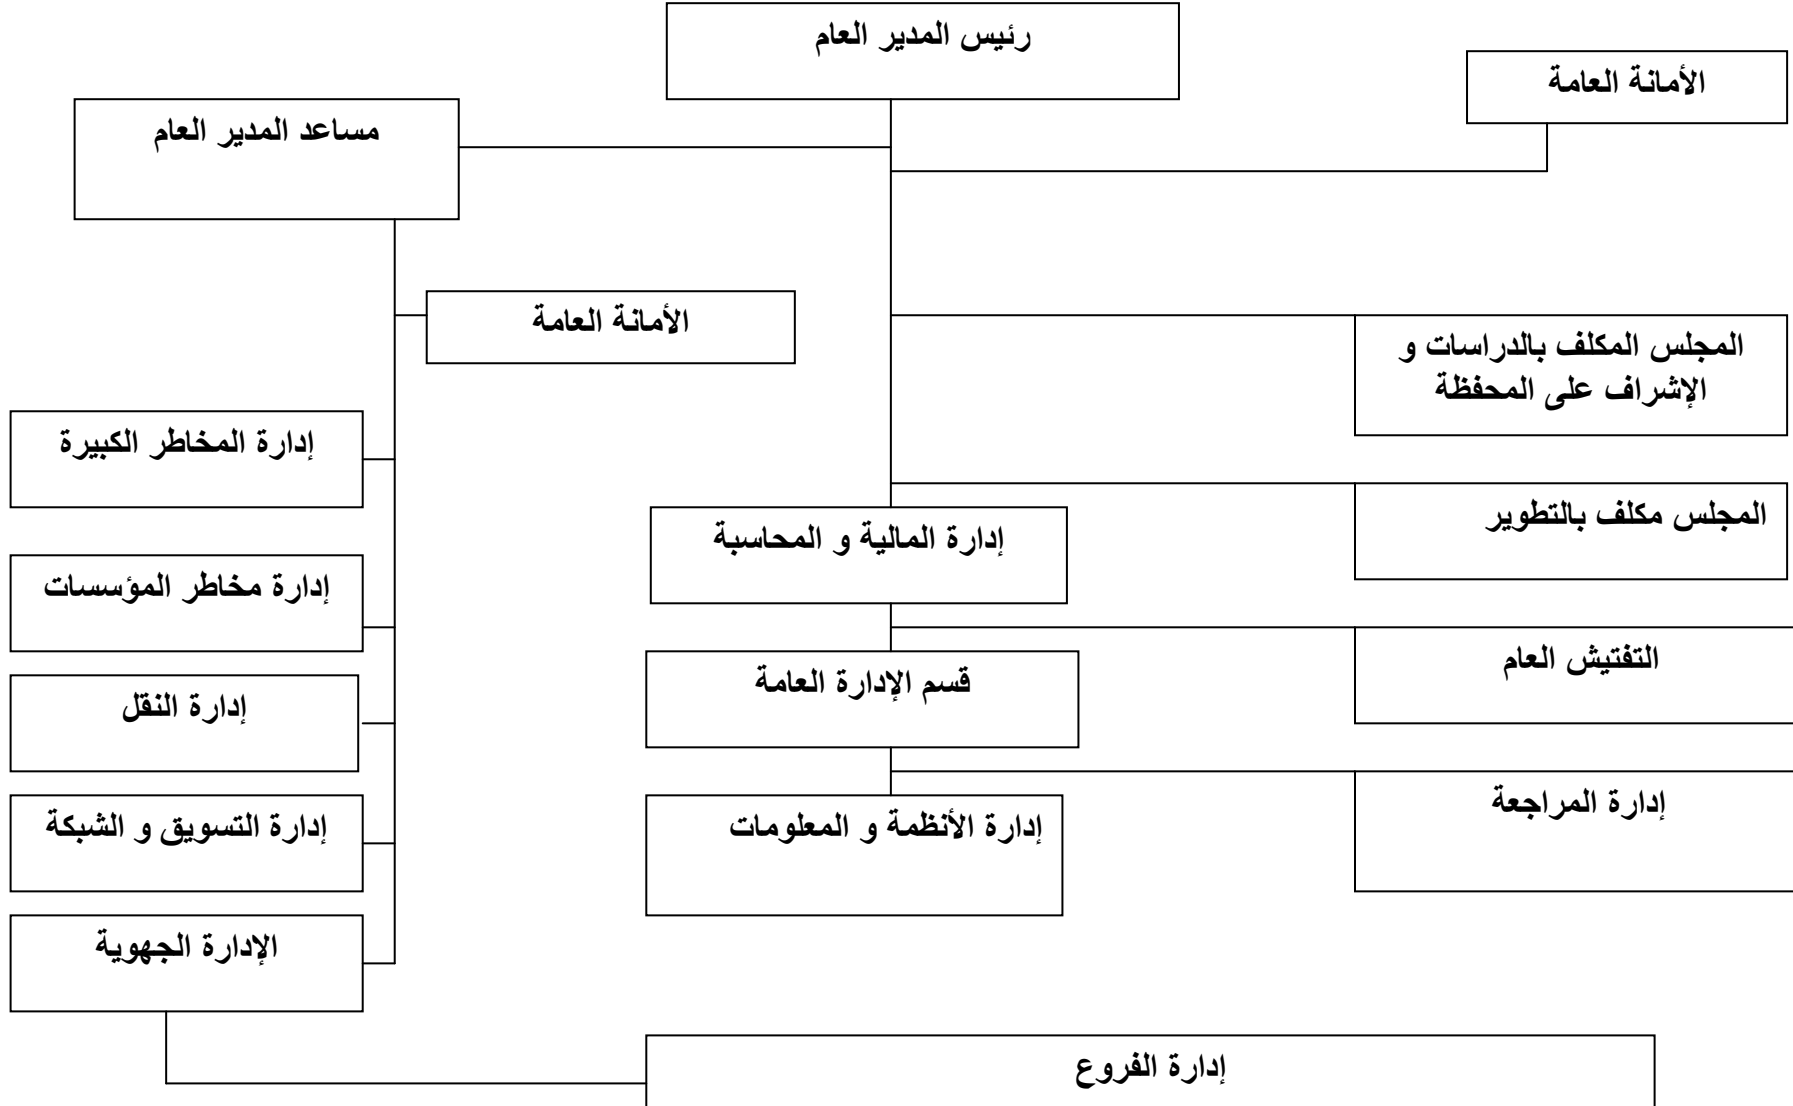 رئيس المدير العام
الأمانة العامة
مساعد المدير العام
الأمانة العامة
المجلس المكلف بالدراسات و
الإشراف على المحفظة
إدارة المخاطر الكبيرة
المجلس مكلف بالتطوير
إدارة المالية و المحاسبة
إدارة مخاطر المؤسسات
التفتيش العام
قسم الإدارة العامة
إدارة النقل
إدارة المراجعة
إدارة الأنظمة و المعلومات
إدارة التسويق و الشبكة
الإدارة الجهوية
إدارة الفروع